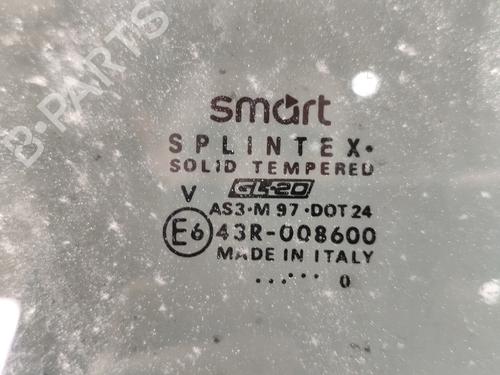 B-PARTS
smart
SPLINTEX·
SOLID TEMPERED
V GL-20
AS3·M 97·DOT 24
E6 43R-008600
MADE IN ITALY
....••• 0